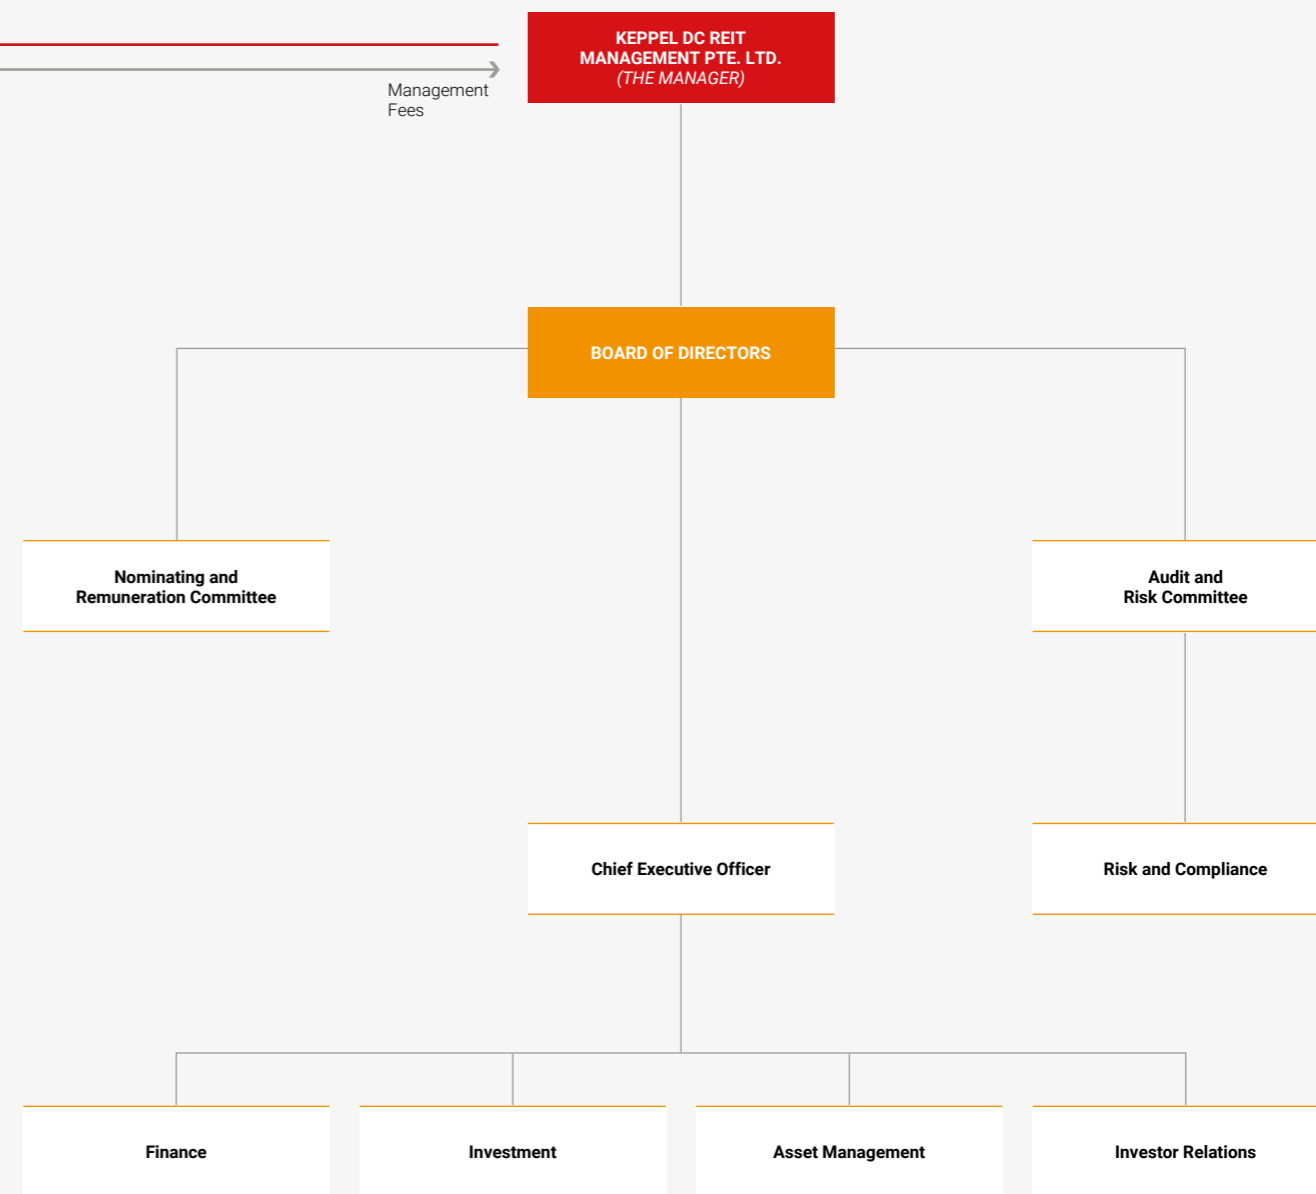 KEPPEL DC REIT
MANAGEMENT PTE. LTD.
(THE MANAGER)
Management
Fees
BOARD OF DIRECTORS
Nominating and
Remuneration Committee
Audit and
Risk Committee
Chief Executive Officer
Risk and Compliance
Finance
Investment
Asset Management
Investor Relations